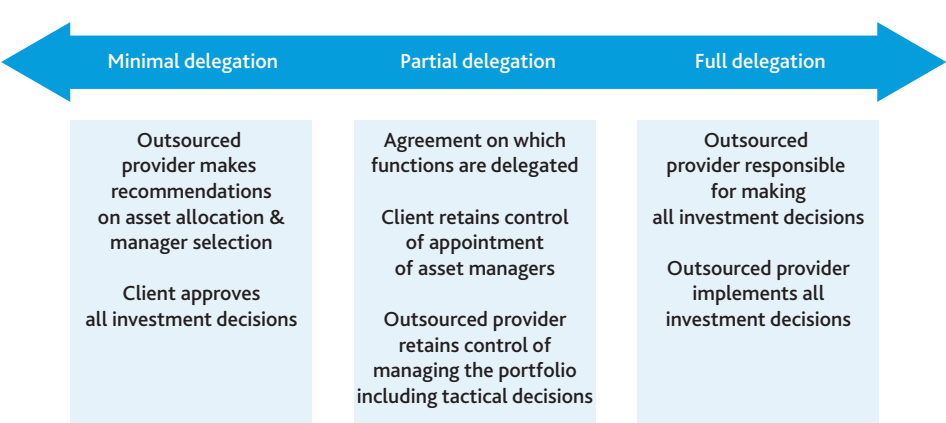 Minimal delegation
Partial delegation
Full delegation
Outsourced
provider makes
recommendations
on asset allocation &
manager selection
Client approves
all investment decisions
Agreement on which
functions are delegated
Client retains control
of appointment
of asset managers
Outsourced provider
retains control of
managing the portfolio
including tactical decisions
Outsourced
provider responsible
for making
all investment decisions
Outsourced provider
implements all
investment decisions